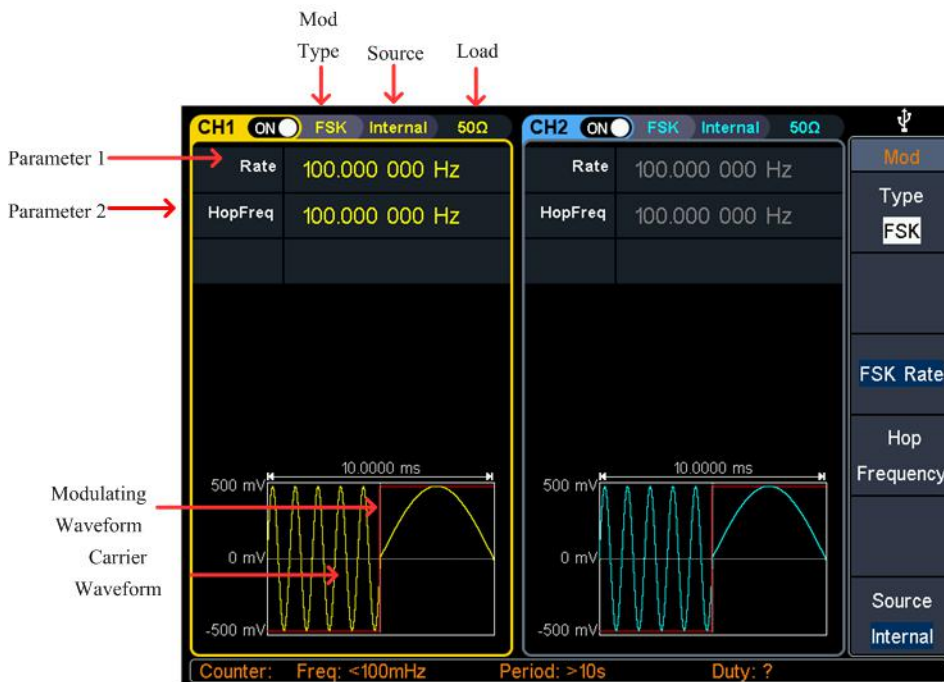 Mod
Type
Source
Load
CH1 ON FSK Internal 50Ω
CH2 ON FSK Internal 50Ω
Parameter 1
Rate 100.000 000 Hz
Rate 100.000 000 Hz
Parameter 2
HopFreq 100.000 000 Hz
HopFreq 100.000 000 Hz
Mod
Type
FSK
FSK Rate
Hop
Frequency
Source
Internal
10.0000 ms
500 mV
0 mV
-500 mV
10.0000 ms
500 mV
0 mV
-500 mV
Modulating
Waveform
Carrier
Waveform
Counter: Freq: <100mHz Period: >10s Duty: ?